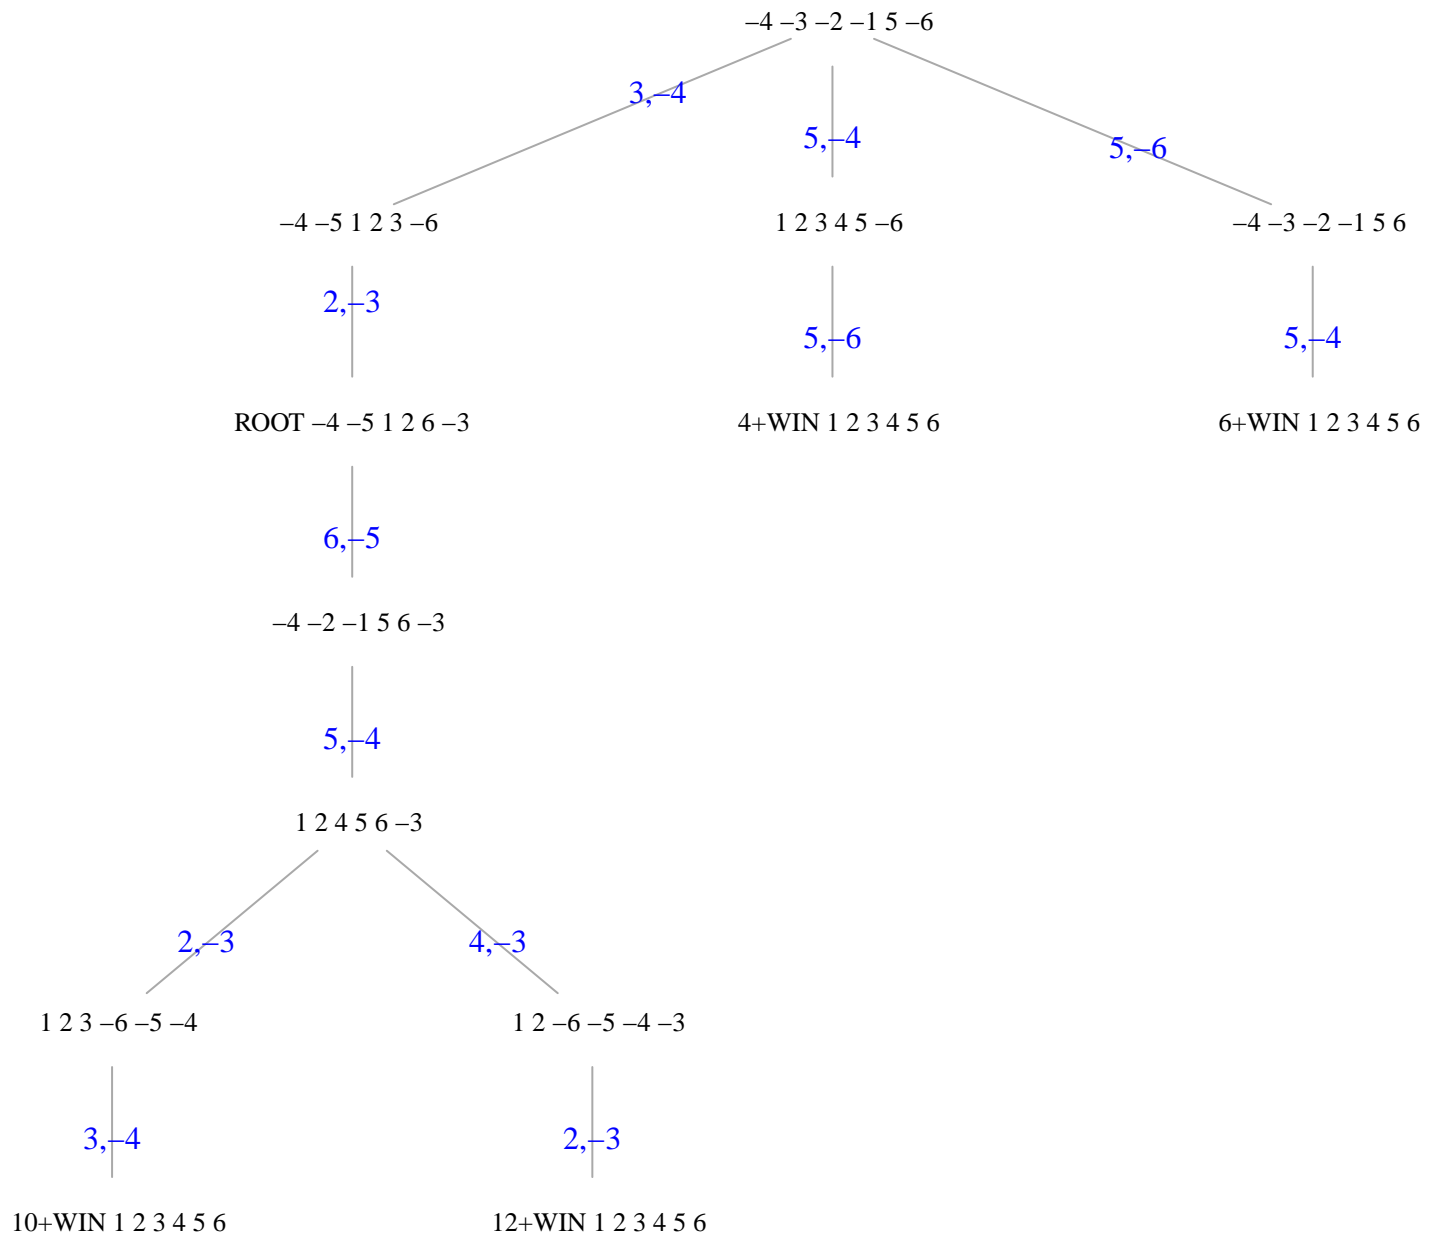 –4 –3 –2 –1 5 –6
3,–4
5,–4
5,–6
–4 –5 1 2 3 –6
1 2 3 4 5 –6
–4 –3 –2 –1 5 6
2,–3
5,–6
5,–4
ROOT –4 –5 1 2 6 –3
4+WIN 1 2 3 4 5 6
6+WIN 1 2 3 4 5 6
6,–5
–4 –2 –1 5 6 –3
5,–4
1 2 4 5 6 –3
2,–3
4,–3
1 2 3 –6 –5 –4
1 2 –6 –5 –4 –3
3,–4
2,–3
10+WIN 1 2 3 4 5 6
12+WIN 1 2 3 4 5 6